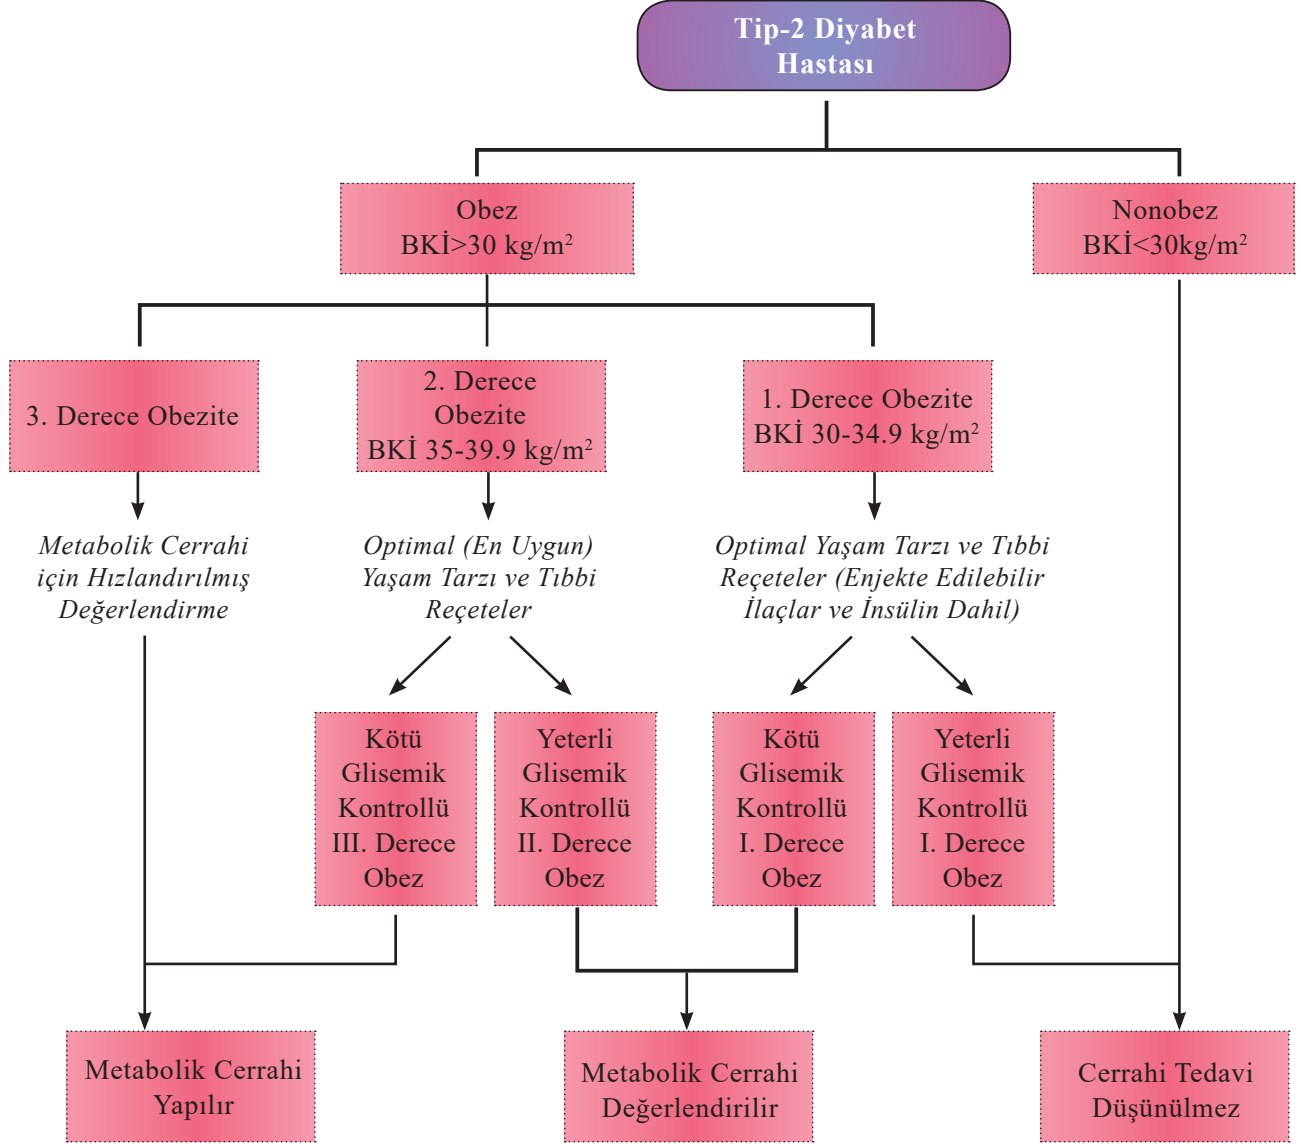 Tip-2 Diyabet
Hastası
Obez
BKİ>30 kg/m²
Nonobez
BKİ<30kg/m²
3. Derece Obezite
2. Derece
Obezite
BKİ 35-39.9 kg/m²
1. Derece Obezite
BKİ 30-34.9 kg/m²
Metabolik Cerrahi
için Hızlandırılmış
Değerlendirme
Optimal (En Uygun)
Yaşam Tarzı ve Tıbbi
Reçeteler
Optimal Yaşam Tarzı ve Tıbbi
Reçeteler (Enjekte Edilebilir
İlaçlar ve İnsülin Dahil)
Kötü
Glisemik
Kontrollü
III. Derece
Obez
Yeterli
Glisemik
Kontrollü
II. Derece
Obez
Kötü
Glisemik
Kontrollü
I. Derece
Obez
Yeterli
Glisemik
Kontrollü
I. Derece
Obez
Metabolik Cerrahi
Yapılır
Metabolik Cerrahi
Değerlendirilir
Cerrahi Tedavi
Düşünülmez